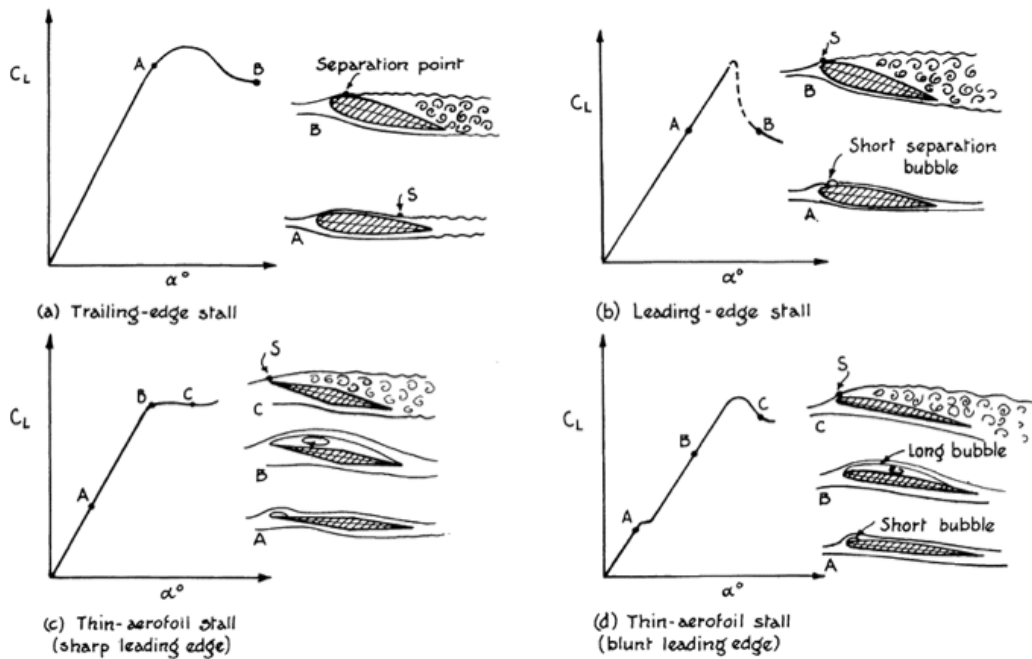 C_L
A
B
Separation point
B
S
A
α°
(a) Trailing-edge stall
C_L
A
B
S
B
Short separation
bubble
A.
α°
(b) Leading-edge stall
C_L
A
B
C
S
C
B
A
α°
(c) Thin-aerofoil stall
(sharp leading edge)
C_L
A
B
C
S
C
Long bubble
B
Short bubble
A
α°
(d) Thin-aerofoil stall
(blunt leading edge)